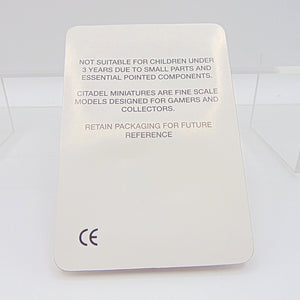 NOT SUITABLE FOR CHILDREN UNDER
3 YEARS DUE TO SMALL PARTS AND
ESSENTIAL POINTED COMPONENTS.
CITADEL MINIATURES ARE FINE SCALE
MODELS DESIGNED FOR GAMERS AND
COLLECTORS.
RETAIN PACKAGING FOR FUTURE
REFERENCE
CE